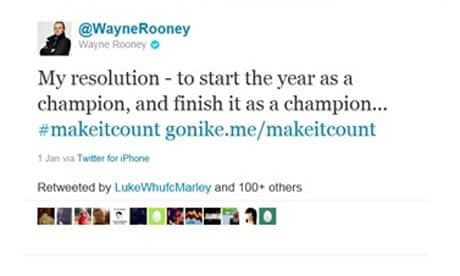 @WayneRooney
Wayne Rooney
My resolution - to start the year as a
champion, and finish it as a champion...
#makeitcount gonike.me/makeitcount
1 Jan via Twitter for iPhone
Retweeted by LukeWhufcMarley and 100+ others